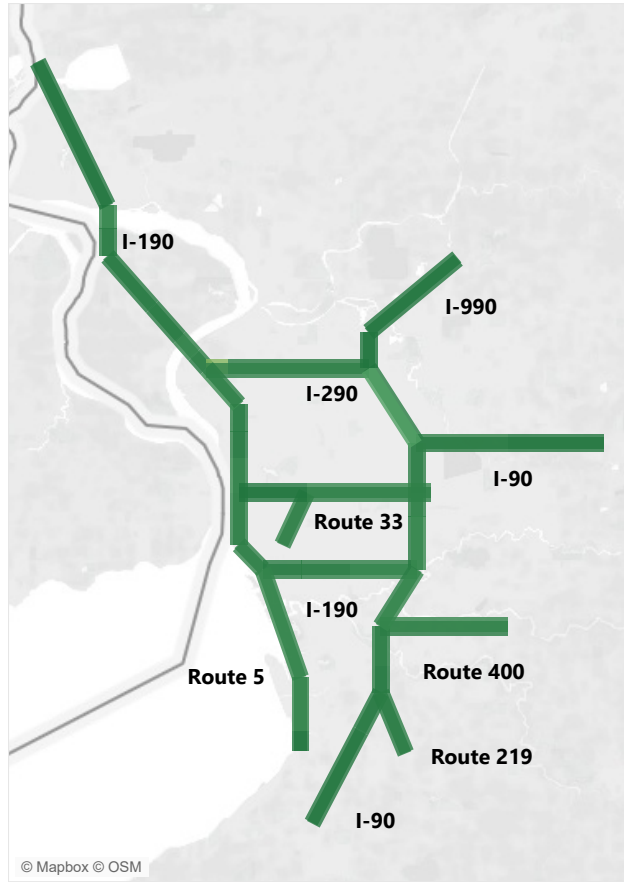 I-190
I-990
I-290
I-90
Route 33
I-190
Route 400
Route 5
Route 219
I-90
© Mapbox © OSM